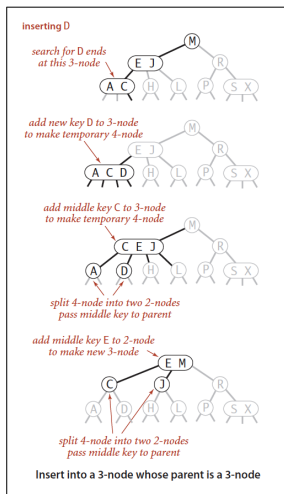 inserting D
M
search for D ends
at this 3-node
E J
R
A C
H
L
P
S X
add new key D to 3-node
to make temporary 4-node
M
E J
R
A C D
H
L
P
S X
add middle key C to 3-node
to make temporary 4-node
M
C E J
R
A
D
H
L
P
S X
split 4-node into two 2-nodes
pass middle key to parent
add middle key E to 2-node
to make new 3-node
E M
C
J
R
A
D
H
L
P
S X
split 4-node into two 2-nodes
pass middle key to parent
Insert into a 3-node whose parent is a 3-node